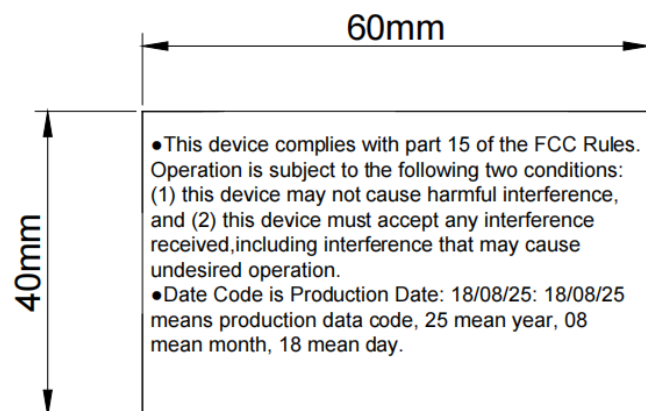 60mm
40mm
●This device complies with part 15 of the FCC Rules.
Operation is subject to the following two conditions:
(1) this device may not cause harmful interference,
and (2) this device must accept any interference
received,including interference that may cause
undesired operation.
●Date Code is Production Date: 18/08/25: 18/08/25
means production data code, 25 mean year, 08
mean month, 18 mean day.